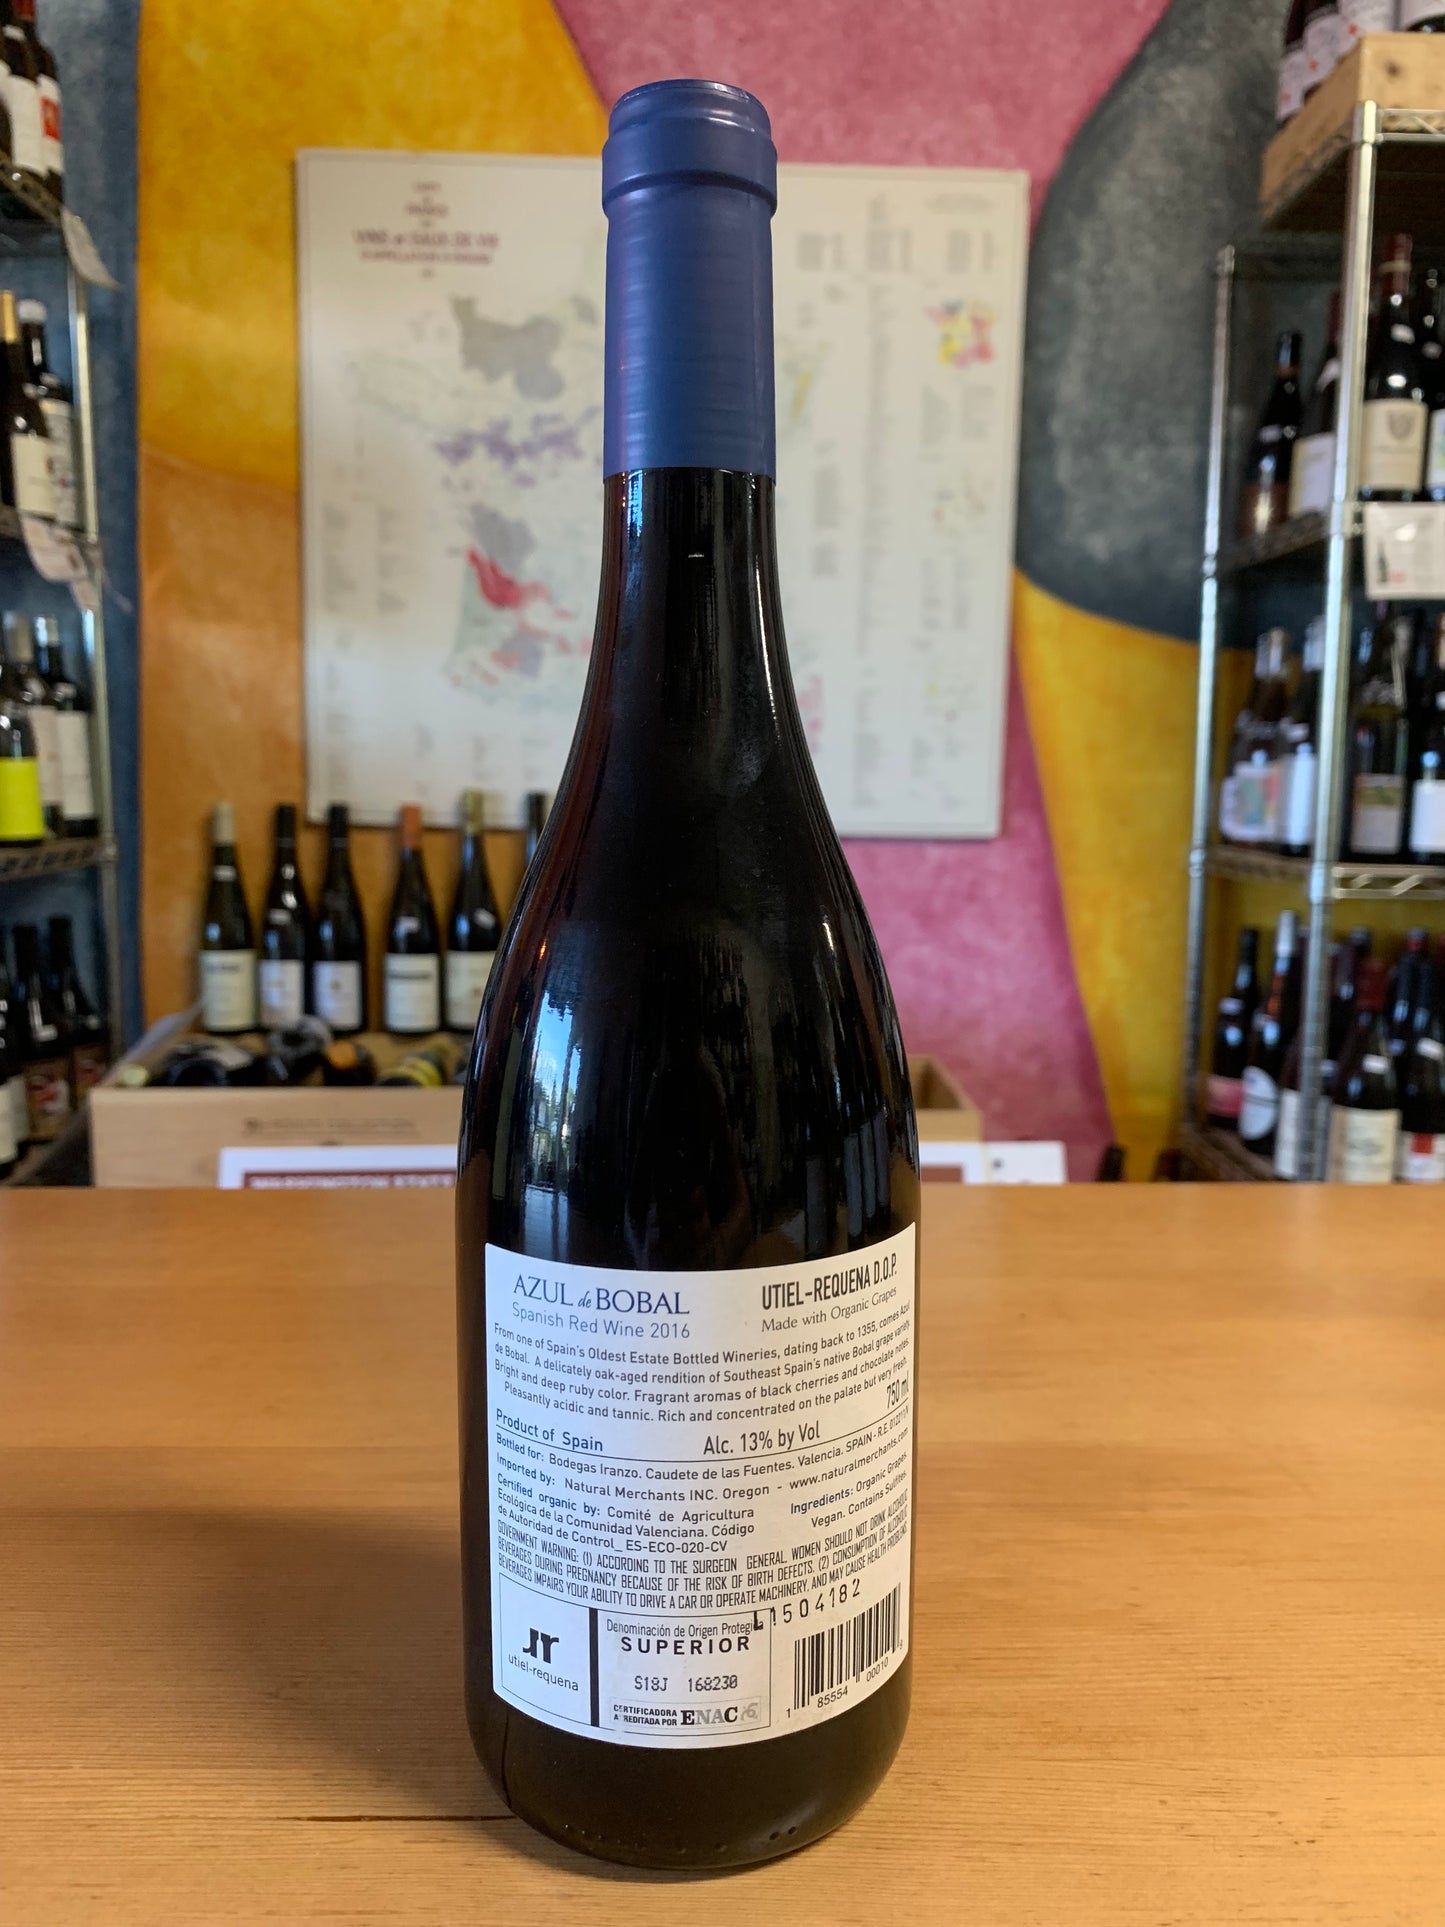 VINS et EAUX DE VIE
AZUL de BOBAL
Spanish Red Wine 2016
UTIEL-REQUENA D.O.P.
Made with Organic Grapes
From one of Spain's Oldest Estate Bottled Wineries, dating back to 1355, comes Azul
de Bobal. A delicately oak-aged rendition of Southeast Spain's native Bobal grape variety.
Bright and deep ruby color. Fragrant aromas of black cherries and chocolate notes.
Pleasantly acidic and tannic. Rich and concentrated on the palate but very fresh.
750 ml
Product of Spain
Alc. 13% by Vol
Bottled for: Bodegas Iranzo. Caudete de las Fuentes. Valencia. SPAIN - R.E.
Imported by: Natural Merchants INC. Oregon - www.naturalmerchants.com
Certified organic by: Comité de Agricultura
Ecológica de la Comunidad Valenciana. Código
de Autoridad de Control_ ES-ECO-020-CV
Ingredients: Organic Grapes.
Vegan. Contains Sulfites.
GOVERNMENT WARNING: (1) ACCORDING TO THE SURGEON GENERAL, WOMEN SHOULD NOT DRINK ALCOHOLIC
BEVERAGES DURING PREGNANCY BECAUSE OF THE RISK OF BIRTH DEFECTS. (2) CONSUMPTION OF ALCOHOLIC
BEVERAGES IMPAIRS YOUR ABILITY TO DRIVE A CAR OR OPERATE MACHINERY, AND MAY CAUSE HEALTH PROBLEMS.
L1504182
utiel-requena
Denominación de Origen Protegida
SUPERIOR
S18J 168230
CERTIFICADORA
ACREDITADA POR ENAC
1 85554 00010 9